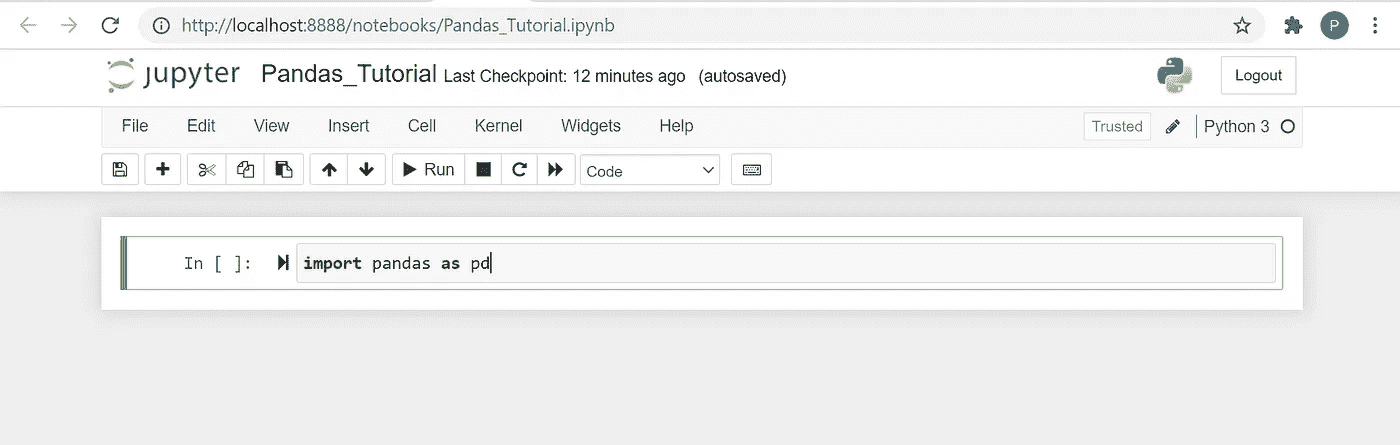 http://localhost:8888/notebooks/Pandas_Tutorial.ipynb
P
jupyter Pandas_Tutorial Last Checkpoint: 12 minutes ago (autosaved)
Logout
File Edit View Insert Cell Kernel Widgets Help
Trusted Python 3
Run Code
In [ ]: import pandas as pd